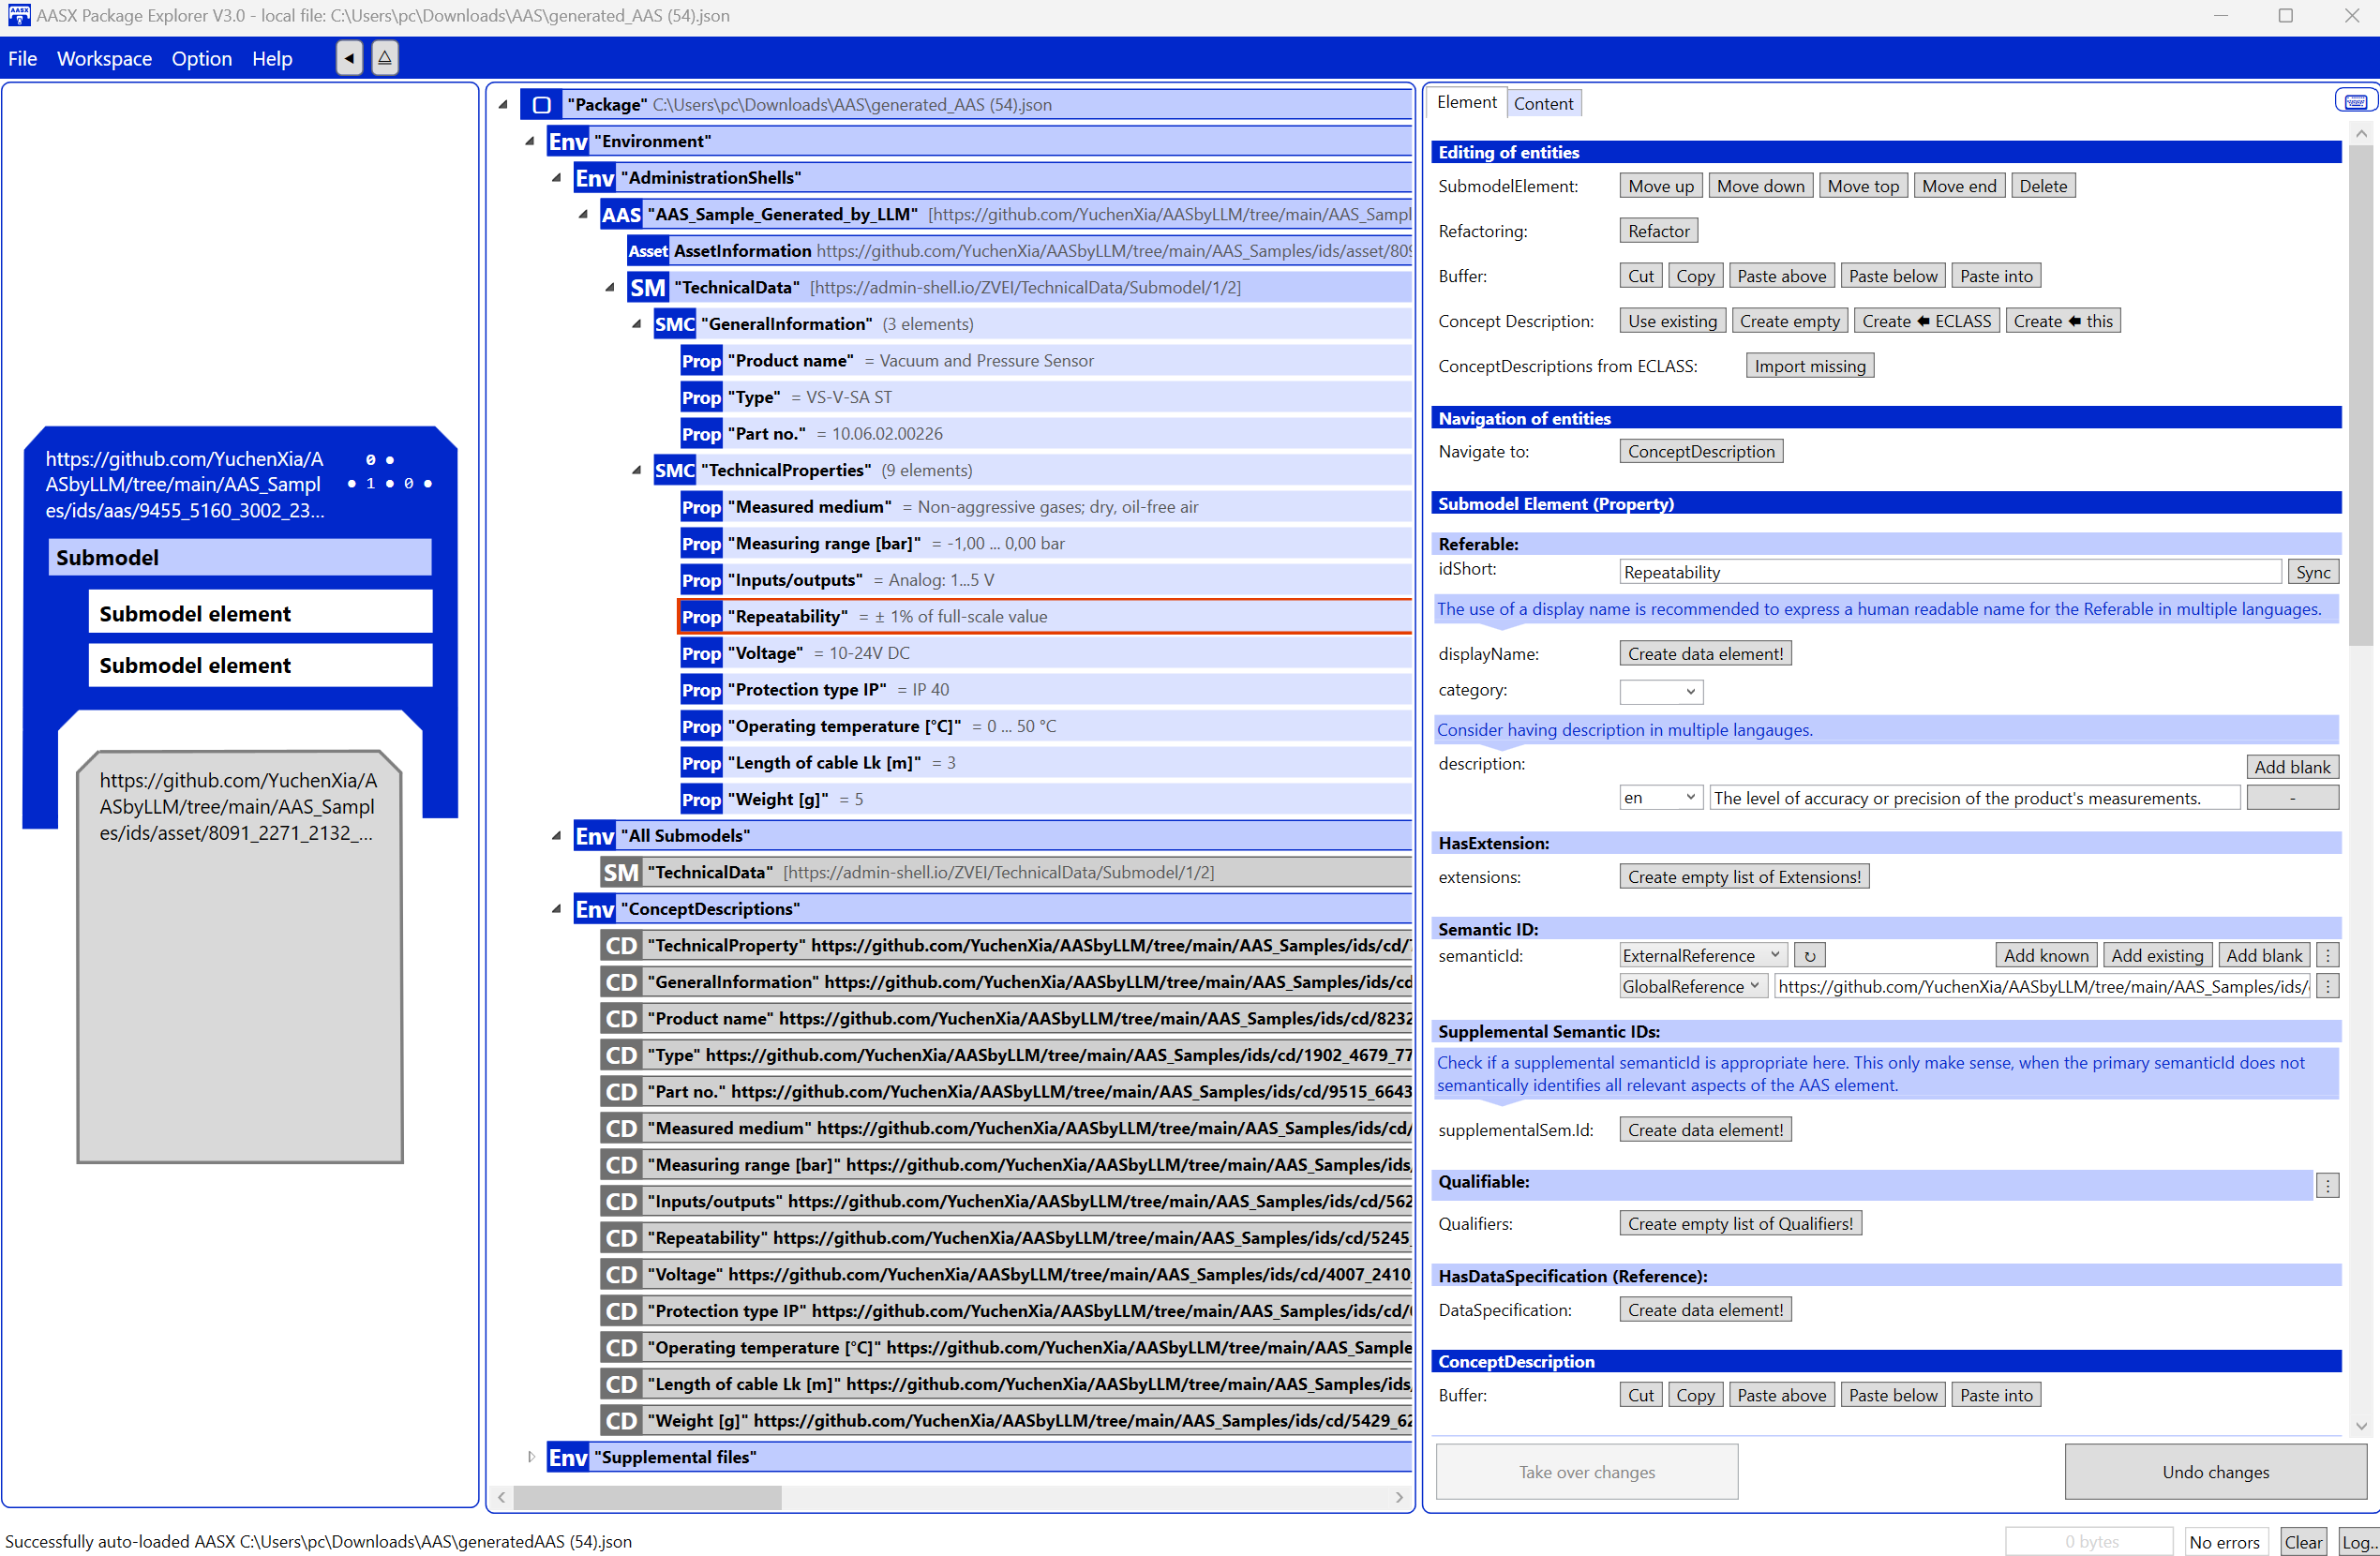 AASX Package Explorer V3.0 - local file: C:\Users\pc\Downloads\AAS\generated_AAS (54).json
File Workspace Option Help
https://github.com/YuchenXia/A
ASbyLLM/tree/main/AAS_Sampl
es/ids/aas/9455_5160_3002_23...
0
1 0
Submodel
Submodel element
Submodel element
https://github.com/YuchenXia/A
ASbyLLM/tree/main/AAS_Sampl
es/ids/asset/8091_2271_2132_...
"Package" C:\Users\pc\Downloads\AAS\generated_AAS (54).json
Env "Environment"
Env "AdministrationShells"
AAS "AAS_Sample_Generated_by_LLM" [https://github.com/YuchenXia/AASbyLLM/tree/main/AAS_Sampl
Asset AssetInformation https://github.com/YuchenXia/AASbyLLM/tree/main/AAS_Samples/ids/asset/809
SM "TechnicalData" [https://admin-shell.io/ZVEI/TechnicalData/Submodel/1/2]
SMC "GeneralInformation" (3 elements)
Prop "Product name" = Vacuum and Pressure Sensor
Prop "Type" = VS-V-SA ST
Prop "Part no." = 10.06.02.00226
SMC "TechnicalProperties" (9 elements)
Prop "Measured medium" = Non-aggressive gases; dry, oil-free air
Prop "Measuring range [bar]" = -1,00 ... 0,00 bar
Prop "Inputs/outputs" = Analog: 1...5 V
Prop "Repeatability" = ± 1% of full-scale value
Prop "Voltage" = 10-24V DC
Prop "Protection type IP" = IP 40
Prop "Operating temperature [°C]" = 0 ... 50 °C
Prop "Length of cable Lk [m]" = 3
Prop "Weight [g]" = 5
Env "All Submodels"
SM "TechnicalData" [https://admin-shell.io/ZVEI/TechnicalData/Submodel/1/2]
Env "ConceptDescriptions"
CD "TechnicalProperty" https://github.com/YuchenXia/AASbyLLM/tree/main/AAS_Samples/ids/cd/
CD "GeneralInformation" https://github.com/YuchenXia/AASbyLLM/tree/main/AAS_Samples/ids/cd
CD "Product name" https://github.com/YuchenXia/AASbyLLM/tree/main/AAS_Samples/ids/cd/8232
CD "Type" https://github.com/YuchenXia/AASbyLLM/tree/main/AAS_Samples/ids/cd/1902_4679_77
CD "Part no." https://github.com/YuchenXia/AASbyLLM/tree/main/AAS_Samples/ids/cd/9515_6643
CD "Measured medium" https://github.com/YuchenXia/AASbyLLM/tree/main/AAS_Samples/ids/cd/
CD "Measuring range [bar]" https://github.com/YuchenXia/AASbyLLM/tree/main/AAS_Samples/ids,
CD "Inputs/outputs" https://github.com/YuchenXia/AASbyLLM/tree/main/AAS_Samples/ids/cd/562
CD "Repeatability" https://github.com/YuchenXia/AASbyLLM/tree/main/AAS_Samples/ids/cd/5245_
CD "Voltage" https://github.com/YuchenXia/AASbyLLM/tree/main/AAS_Samples/ids/cd/4007_2410
CD "Protection type IP" https://github.com/YuchenXia/AASbyLLM/tree/main/AAS_Samples/ids/cd/
CD "Operating temperature [°C]" https://github.com/YuchenXia/AASbyLLM/tree/main/AAS_Sample
CD "Length of cable Lk [m]" https://github.com/YuchenXia/AASbyLLM/tree/main/AAS_Samples/ids,
CD "Weight [g]" https://github.com/YuchenXia/AASbyLLM/tree/main/AAS_Samples/ids/cd/5429_62
Env "Supplemental files"
Element Content
Editing of entities
SubmodelElement: Move up Move down Move top Move end Delete
Refactoring: Refactor
Buffer: Cut Copy Paste above Paste below Paste into
Concept Description: Use existing Create empty Create 🡄 ECLASS Create 🡄 this
ConceptDescriptions from ECLASS: Import missing
Navigation of entities
Navigate to: ConceptDescription
Submodel Element (Property)
Referable:
idShort: Repeatability Sync
The use of a display name is recommended to express a human readable name for the Referable in multiple languages.
displayName: Create data element!
category:
Consider having description in multiple langauges.
description: Add blank
en The level of accuracy or precision of the product's measurements. -
HasExtension:
extensions: Create empty list of Extensions!
Semantic ID:
semanticId: ExternalReference ↻ Add known Add existing Add blank ⋮
GlobalReference https://github.com/YuchenXia/AASbyLLM/tree/main/AAS_Samples/ids/ ⋮
Supplemental Semantic IDs:
Check if a supplemental semanticId is appropriate here. This only make sense, when the primary semanticId does not
semantically identifies all relevant aspects of the AAS element.
supplementalSem.Id: Create data element!
Qualifiable: ⋮
Qualifiers: Create empty list of Qualifiers!
HasDataSpecification (Reference):
DataSpecification: Create data element!
ConceptDescription
Buffer: Cut Copy Paste above Paste below Paste into
Take over changes Undo changes
Successfully auto-loaded AASX C:\Users\pc\Downloads\AAS\generatedAAS (54).json
0 bytes No errors Clear Log..